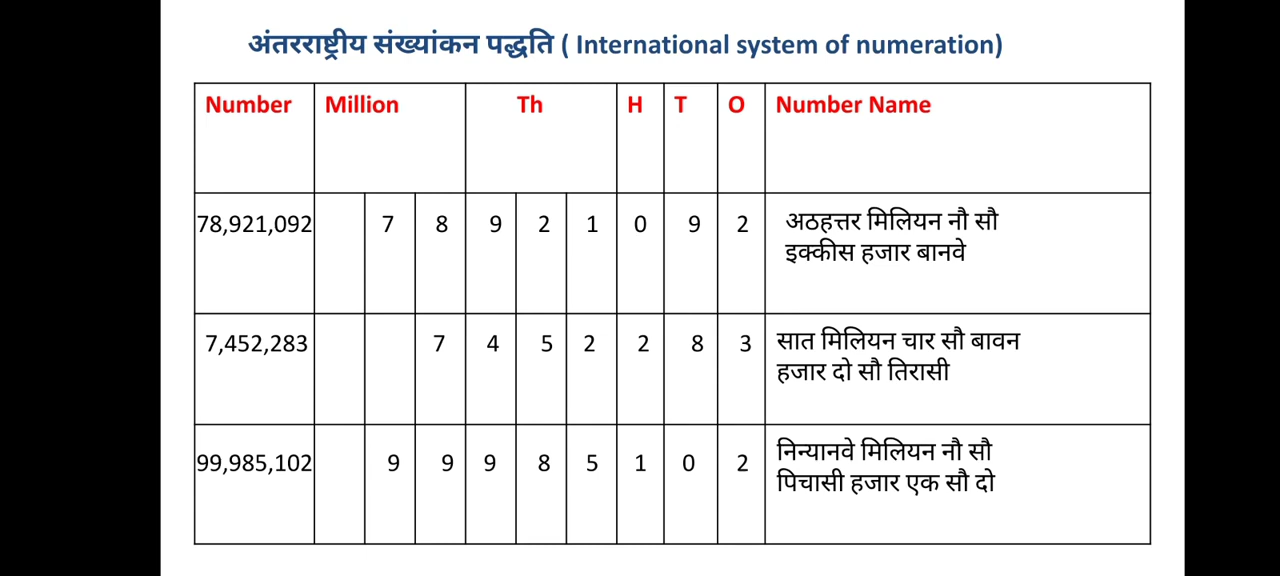 अंतरराष्ट्रीय संख्यांकन पद्धति ( International system of numeration)
Number Million Th H T O Number Name
78,921,092 7 8 9 2 1 0 9 2 अठहत्तर मिलियन नौ सौ
इक्कीस हजार बानवे
7,452,283 7 4 5 2 2 8 3 सात मिलियन चार सौ बावन
हजार दो सौ तिरासी
99,985,102 9 9 9 8 5 1 0 2 निन्यानवे मिलियन नौ सौ
पिचासी हजार एक सौ दो